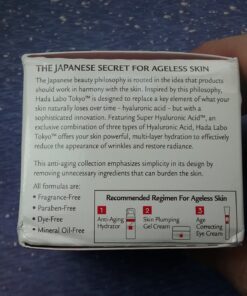 THE JAPANESE SECRET FOR AGELESS SKIN
The Japanese beauty philosophy is rooted in the idea that products
should work in harmony with the skin. Inspired by this philosophy,
Hada Labo Tokyo™ is designed to replace a key element of what your
skin naturally loses over time – hyaluronic acid – but with a
sophisticated innovation. Featuring Super Hyaluronic Acid™, an
exclusive combination of three types of Hyaluronic Acid, Hada Labo
Tokyo™ offers your skin powerful, multi-layer hydration to effectively
reduce the appearance of wrinkles and restore radiance.
This anti-aging collection emphasizes simplicity in its design by
removing unnecessary ingredients that can burden the skin.
All formulas are:
• Fragrance-Free
• Paraben-Free
• Dye-Free
• Mineral Oil-Free
Recommended Regimen For Ageless Skin
1 2 3
Anti-Aging Skin Plumping Age
Hydrator Gel Cream Correcting
Eye Cream